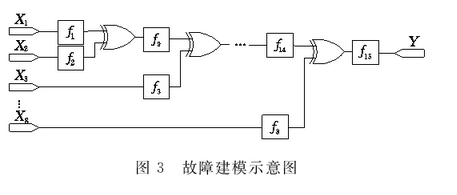 X₁ f₁
X₂ f₂ f₉ … f₁₄ f₁₅ Y
X₃ f₃
⋮
X₈ f₈
图 3 故障建模示意图